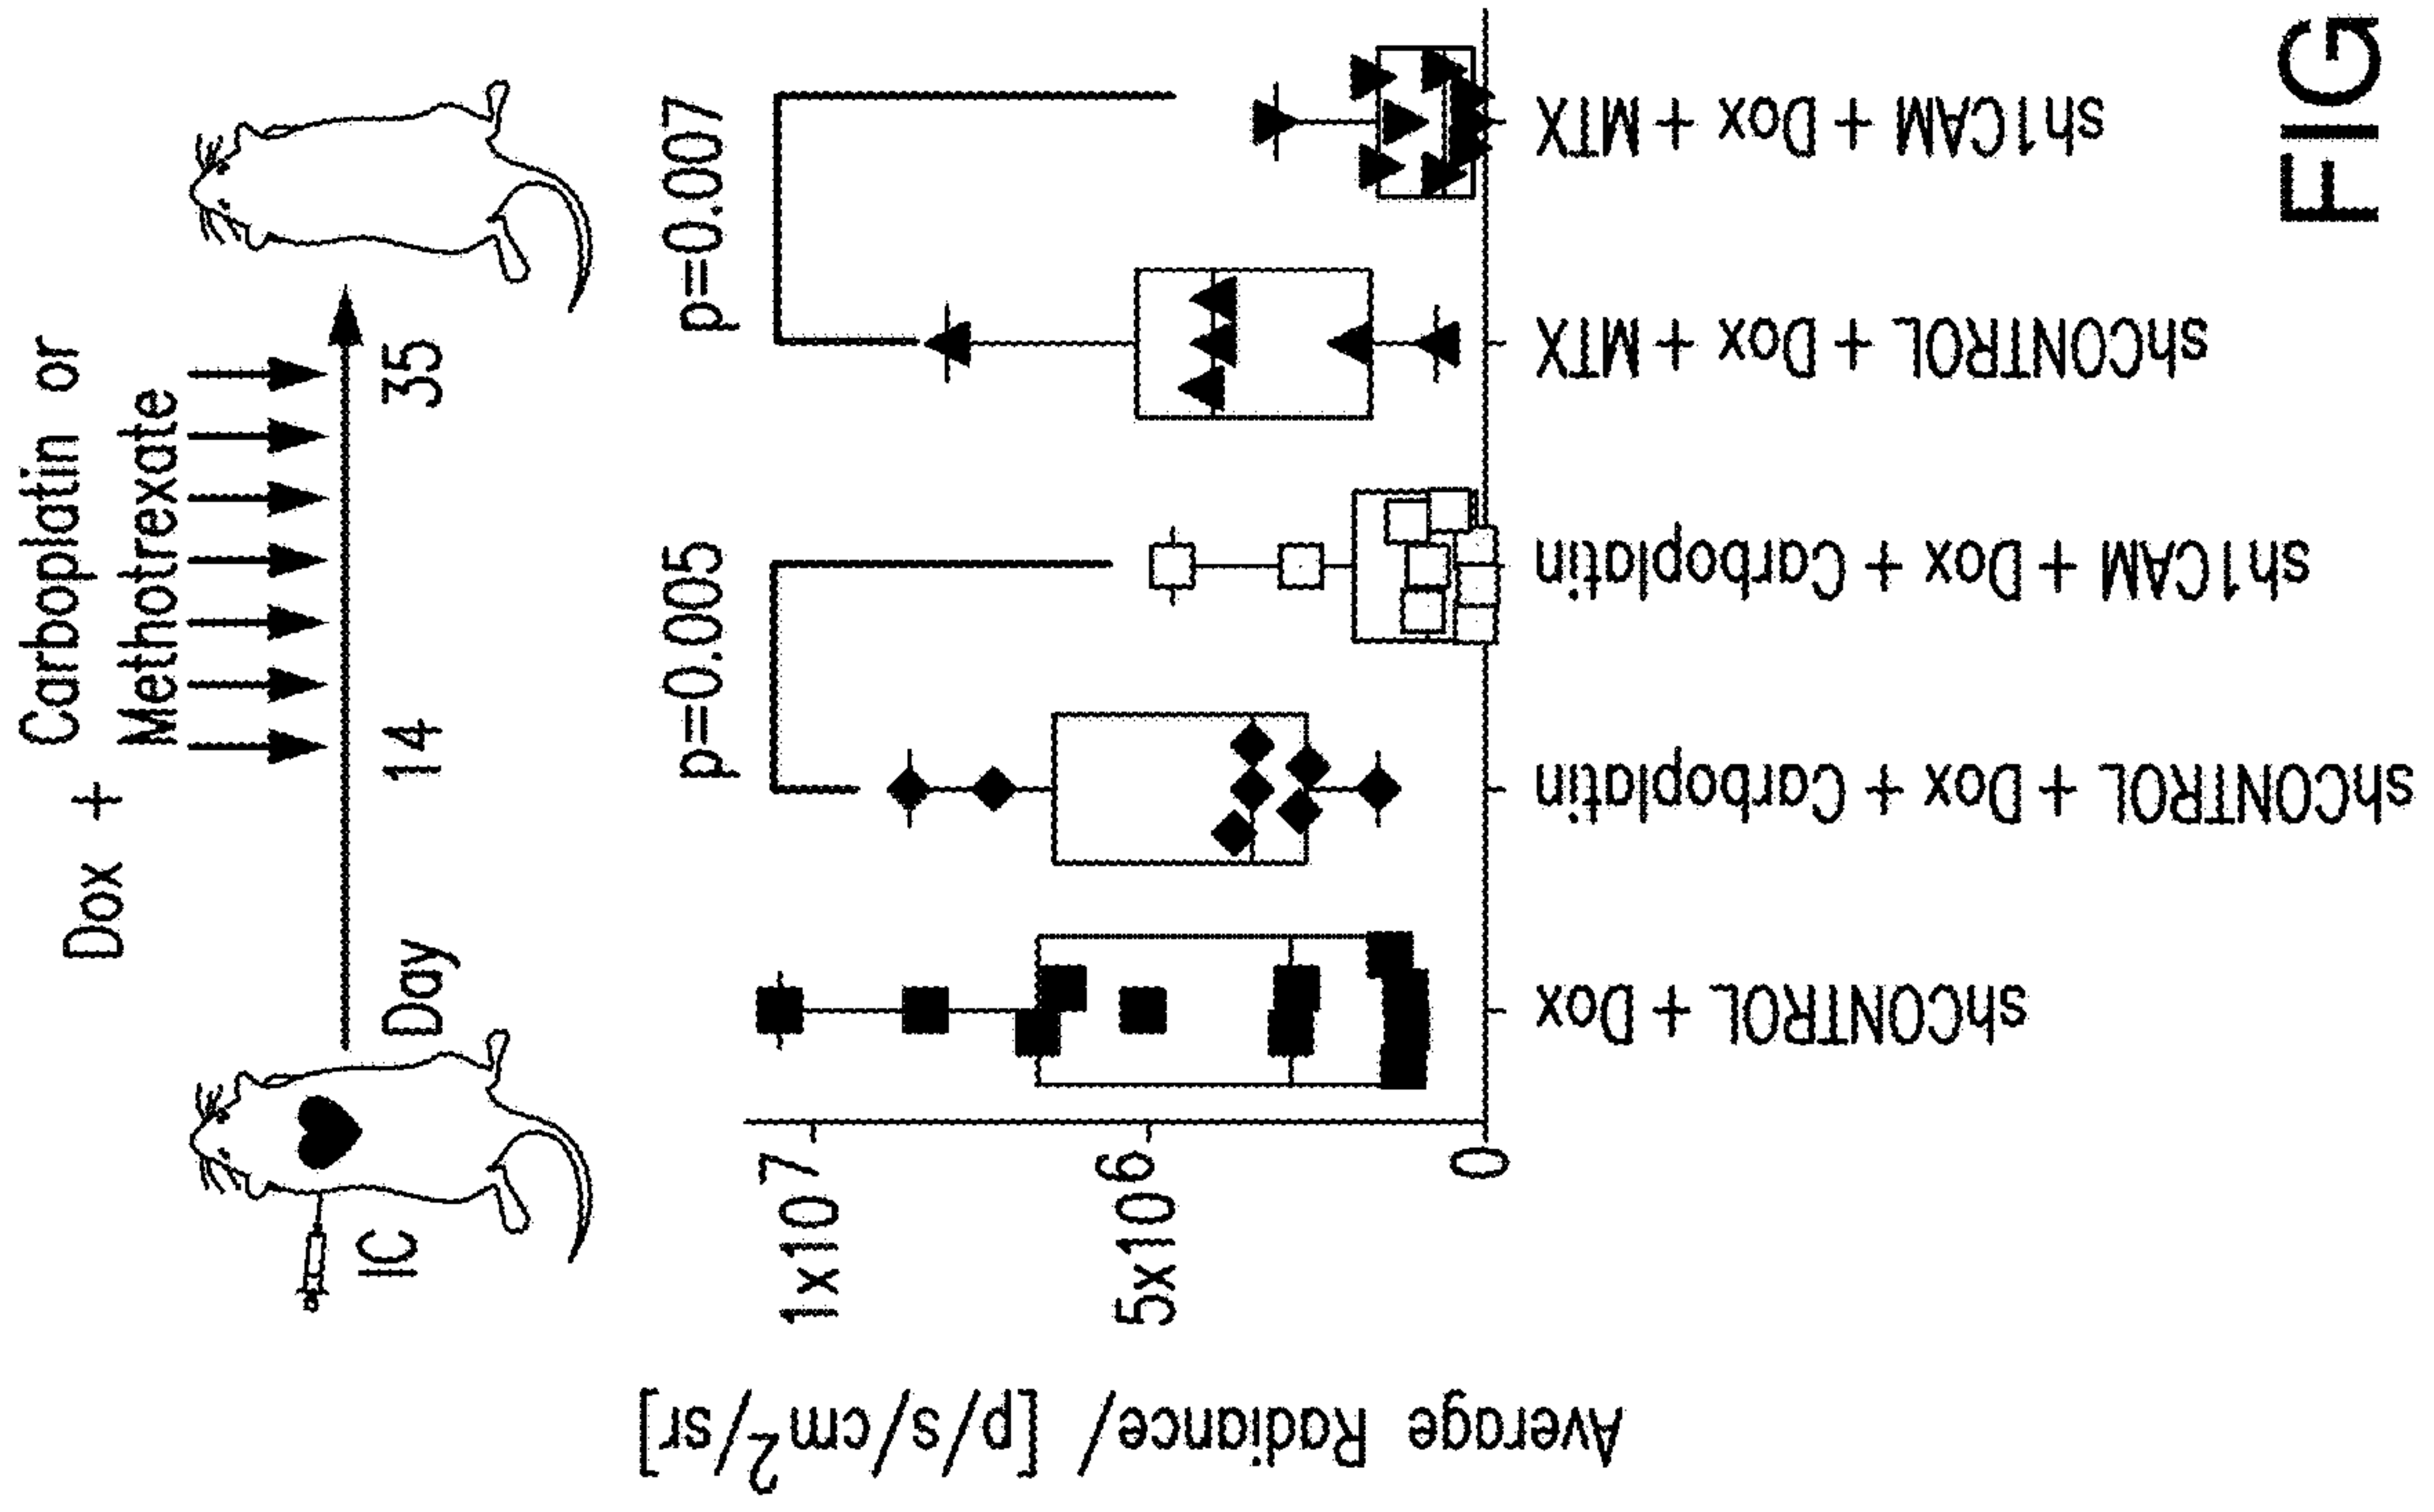 Dox + Carboplatin or
Methotrexate
IC
Day 14 35
Average Radiance/ [p/s/cm²/sr]
1x10⁷
5x10⁶
0
p=0.005
p=0.007
shCONTROL + Dox
shCONTROL + Dox + Carboplatin
sh1CAM + Dox + Carboplatin
shCONTROL + Dox + MTX
sh1CAM + Dox + MTX
FIG